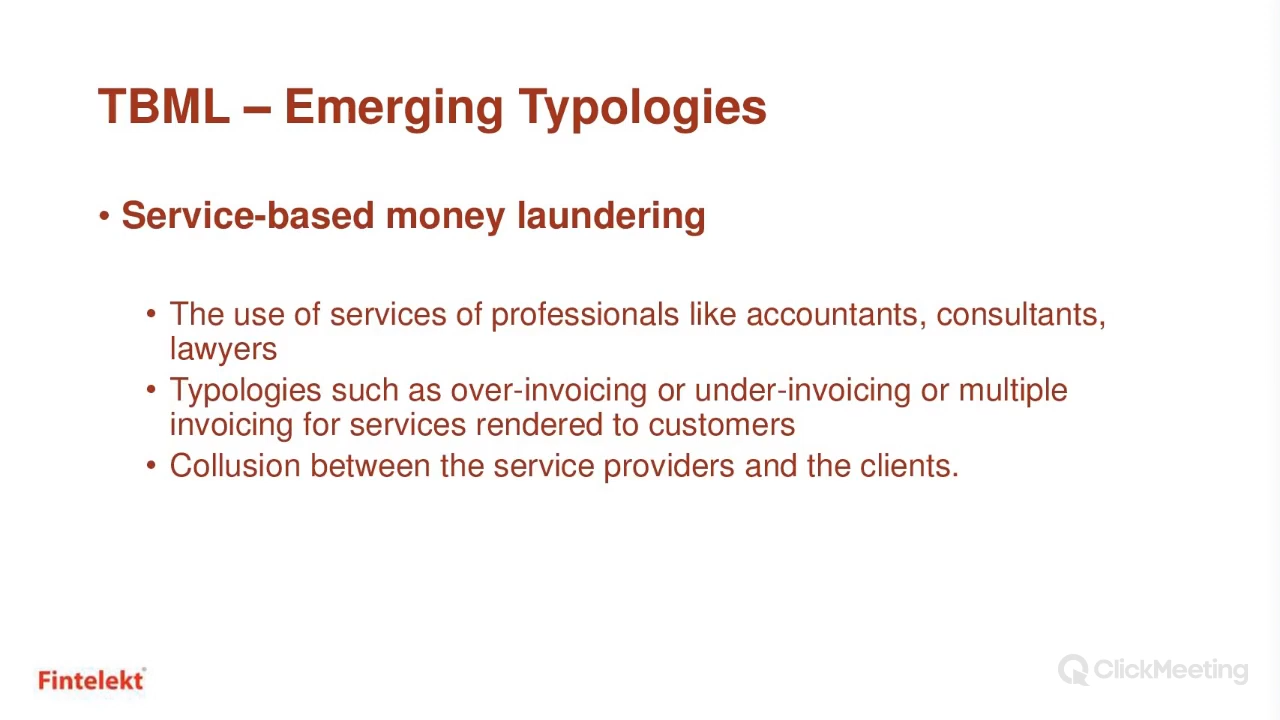 TBML – Emerging Typologies
• Service-based money laundering
• The use of services of professionals like accountants, consultants,
lawyers
• Typologies such as over-invoicing or under-invoicing or multiple
invoicing for services rendered to customers
• Collusion between the service providers and the clients.
Fintelekt®
ClickMeeting